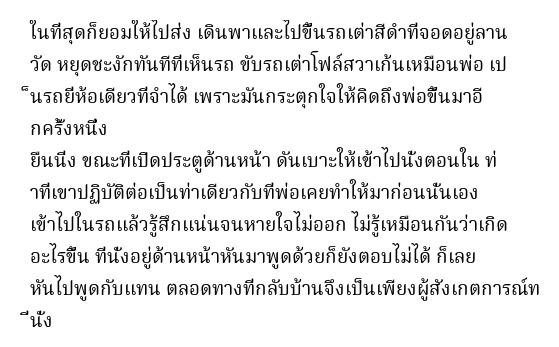 ในที่สุดก็ยอมให้ไปส่ง เดินพาและไปขึ้นรถเต่าสีดำที่จอดอยู่ลาน
วัด หยุดชะงักทันทีที่เห็นรถ ขับรถเต่าโฟล์สวาเก้นเหมือนพ่อ เป
็นรถยี่ห้อเดียวที่จำได้ เพราะมันกระตุกใจให้คิดถึงพ่อขึ้นมาอี
กครั้งหนึ่ง
ยืนนิ่ง ขณะที่เปิดประตูด้านหน้า ดันเบาะให้เข้าไปนั่งตอนใน ท่
าที่เขาปฏิบัติต่อเป็นท่าเดียวกับที่พ่อเคยทำให้มาก่อนนั่นเอง
เข้าไปในรถแล้วรู้สึกแน่นจนหายใจไม่ออก ไม่รู้เหมือนกันว่าเกิด
อะไรขึ้น ที่นั่งอยู่ด้านหน้าหันมาพูดด้วยก็ยังตอบไม่ได้ ก็เลย
หันไปพูดกับแทน ตลอดทางที่กลับบ้านจึงเป็นเพียงผู้สังเกตการณ์ท
ี่นั่ง